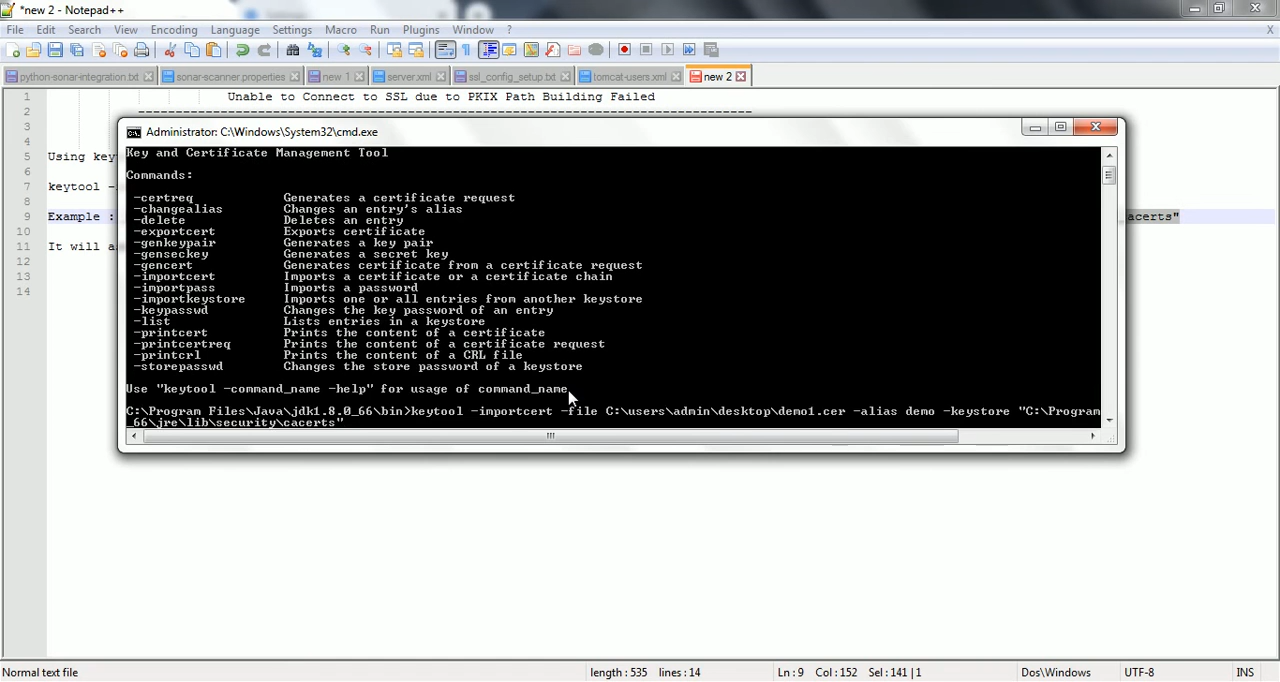 *new 2 - Notepad++
File Edit Search View Encoding Language Settings Macro Run Plugins Window ? X
python-sonar-integration.txt sonar-scanner.properties new 1 server.xml ssl_config_setup.txt tomcat-users.xml new 2
1 Unable to Connect to SSL due to PKIX Path Building Failed
2 ----------------------------------------------------------------------------------
3
4
5 Using key
6
7 keytool -
8
9 Example : acerts"
10
11 It will a
12
13
14
Administrator: C:\Windows\System32\cmd.exe
Key and Certificate Management Tool
Commands:
-certreq Generates a certificate request
-changealias Changes an entry's alias
-delete Deletes an entry
-exportcert Exports certificate
-genkeypair Generates a key pair
-genseckey Generates a secret key
-gencert Generates certificate from a certificate request
-importcert Imports a certificate or a certificate chain
-importpass Imports a password
-importkeystore Imports one or all entries from another keystore
-keypasswd Changes the key password of an entry
-list Lists entries in a keystore
-printcert Prints the content of a certificate
-printcertreq Prints the content of a certificate request
-printcrl Prints the content of a CRL file
-storepasswd Changes the store password of a keystore
Use "keytool -command_name -help" for usage of command_name
C:\Program Files\Java\jdk1.8.0_66\bin>keytool -importcert -file C:\users\admin\desktop\demo1.cer -alias demo -keystore "C:\Program
_66\jre\lib\security\cacerts"
Normal text file length : 535 lines : 14 Ln : 9 Col : 152 Sel : 141 | 1 Dos\Windows UTF-8 INS